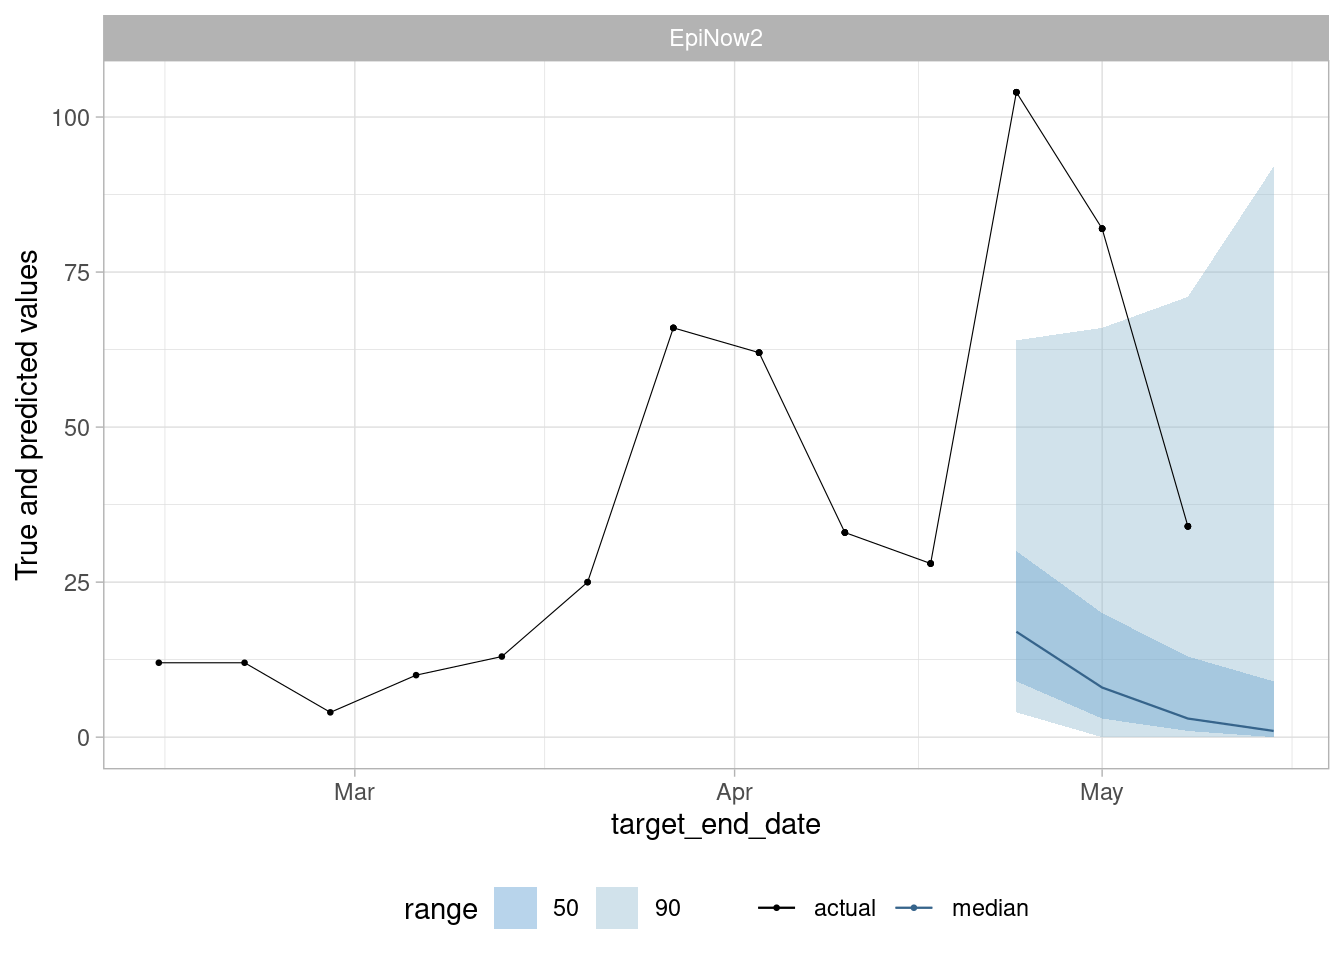 EpiNow2
True and predicted values
100
75
50
25
0
Mar Apr May
target_end_date
range 50 90 actual median